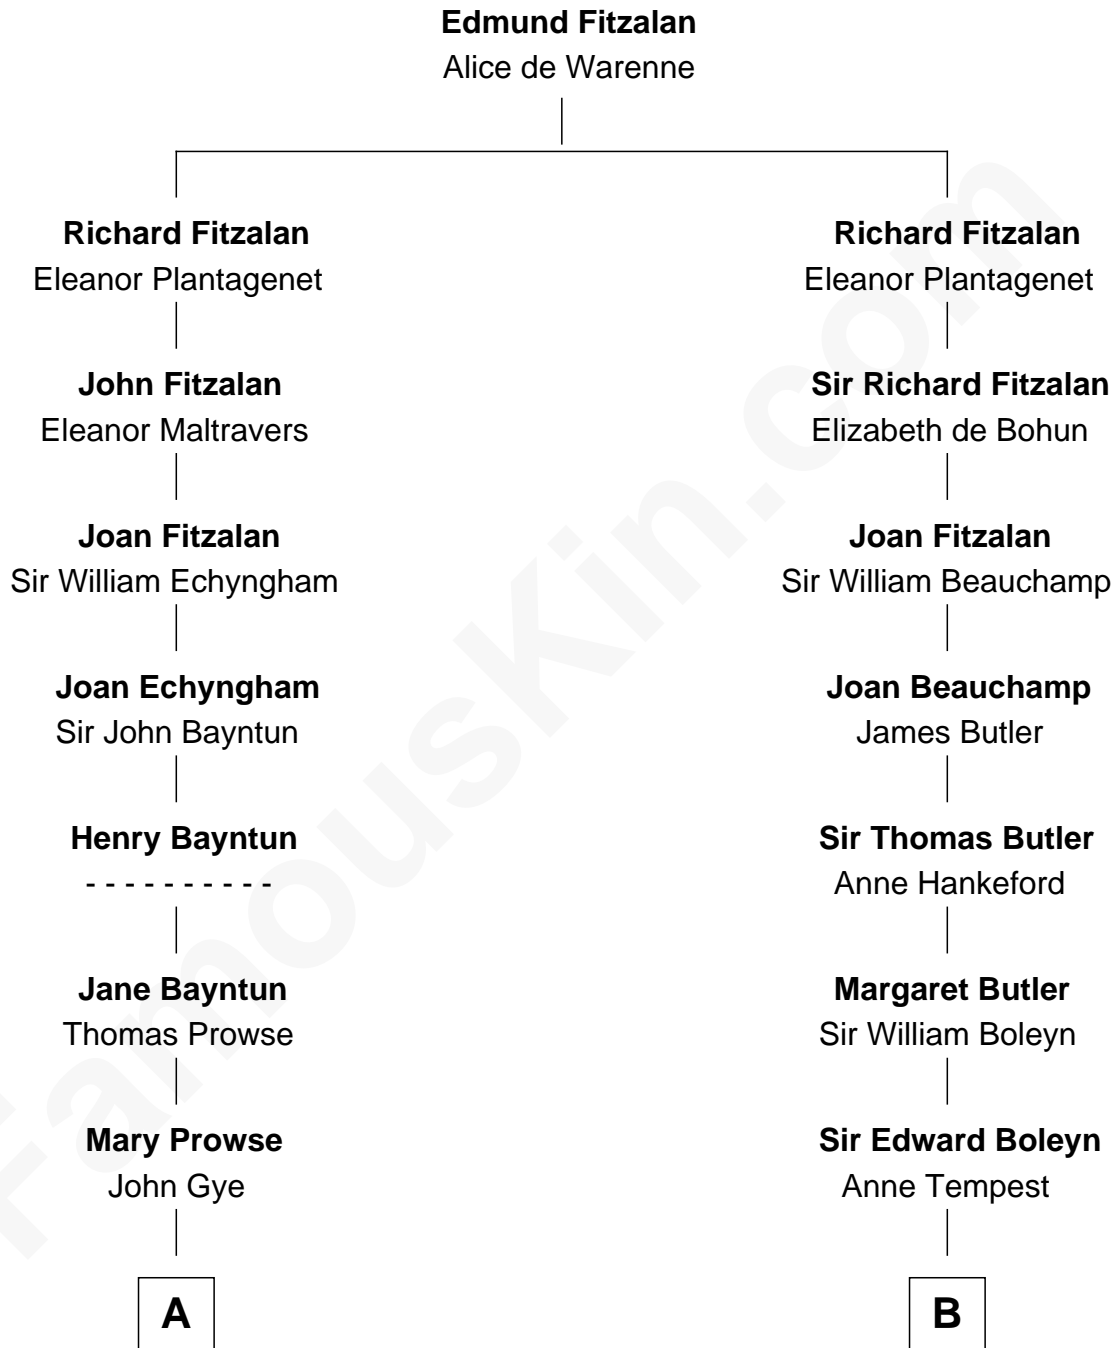 Edmund Fitzalan
Alice de Warenne
Richard Fitzalan
Eleanor Plantagenet
Richard Fitzalan
Eleanor Plantagenet
John Fitzalan
Eleanor Maltravers
Sir Richard Fitzalan
Elizabeth de Bohun
Joan Fitzalan
Sir William Echyngham
Joan Fitzalan
Sir William Beauchamp
Joan Echyngham
Sir John Bayntun
Joan Beauchamp
James Butler
Henry Bayntun
- - - - - - - - - -
Sir Thomas Butler
Anne Hankeford
Jane Bayntun
Thomas Prowse
Margaret Butler
Sir William Boleyn
Mary Prowse
John Gye
Sir Edward Boleyn
Anne Tempest
A
B
FamousKin.com